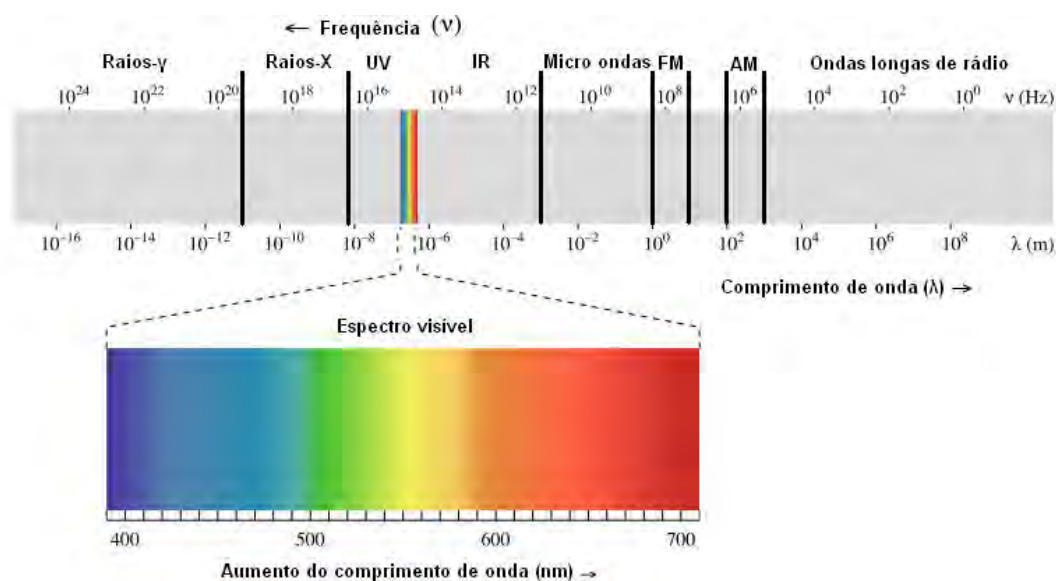 ← Frequência (ν)
Raios-γ Raios-X UV IR Micro ondas FM AM Ondas longas de rádio
10²⁴ 10²² 10²⁰ 10¹⁸ 10¹⁶ 10¹⁴ 10¹² 10¹⁰ 10⁸ 10⁶ 10⁴ 10² 10⁰ ν (Hz)
10⁻¹⁶ 10⁻¹⁴ 10⁻¹² 10⁻¹⁰ 10⁻⁸ 10⁻⁶ 10⁻⁴ 10⁻² 10⁰ 10² 10⁴ 10⁶ 10⁸ λ (m)
Comprimento de onda (λ) →
Espectro visível
400 500 600 700
Aumento do comprimento de onda (nm) →